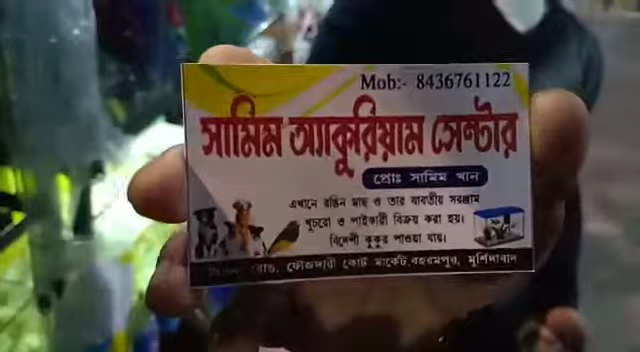 Mob:- 8436761122
সামিম অ্যাকুরিয়াম সেন্টার
প্রোঃ সামিম খান
এখানে রঙিন মাছ ও তার যাবতীয় সরঞ্জাম
খুচরো ও পাইকারী বিক্রয় করা হয়।
বিদেশী কুকুর পাওয়া যায়।
রোড, ফৌজদারী কোর্ট মার্কেট, বহরমপুর, মুর্শিদাবাদ